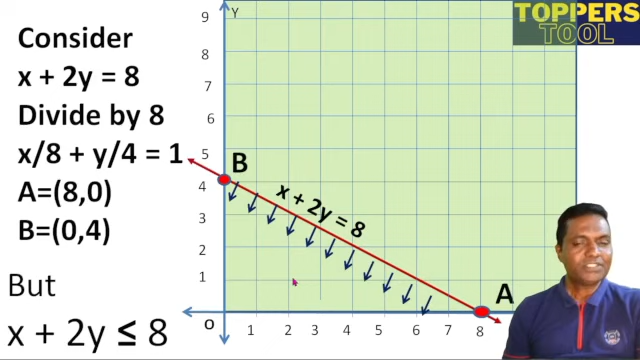 Consider
x + 2y = 8
Divide by 8
x/8 + y/4 = 1
A=(8,0)
B=(0,4)
But
x + 2y ≤ 8
TOPPERS
TOOL
Y
9
8
7
6
5
4
3
2
1
B
x + 2y = 8
A
O 1 2 3 4 5 6 7 8